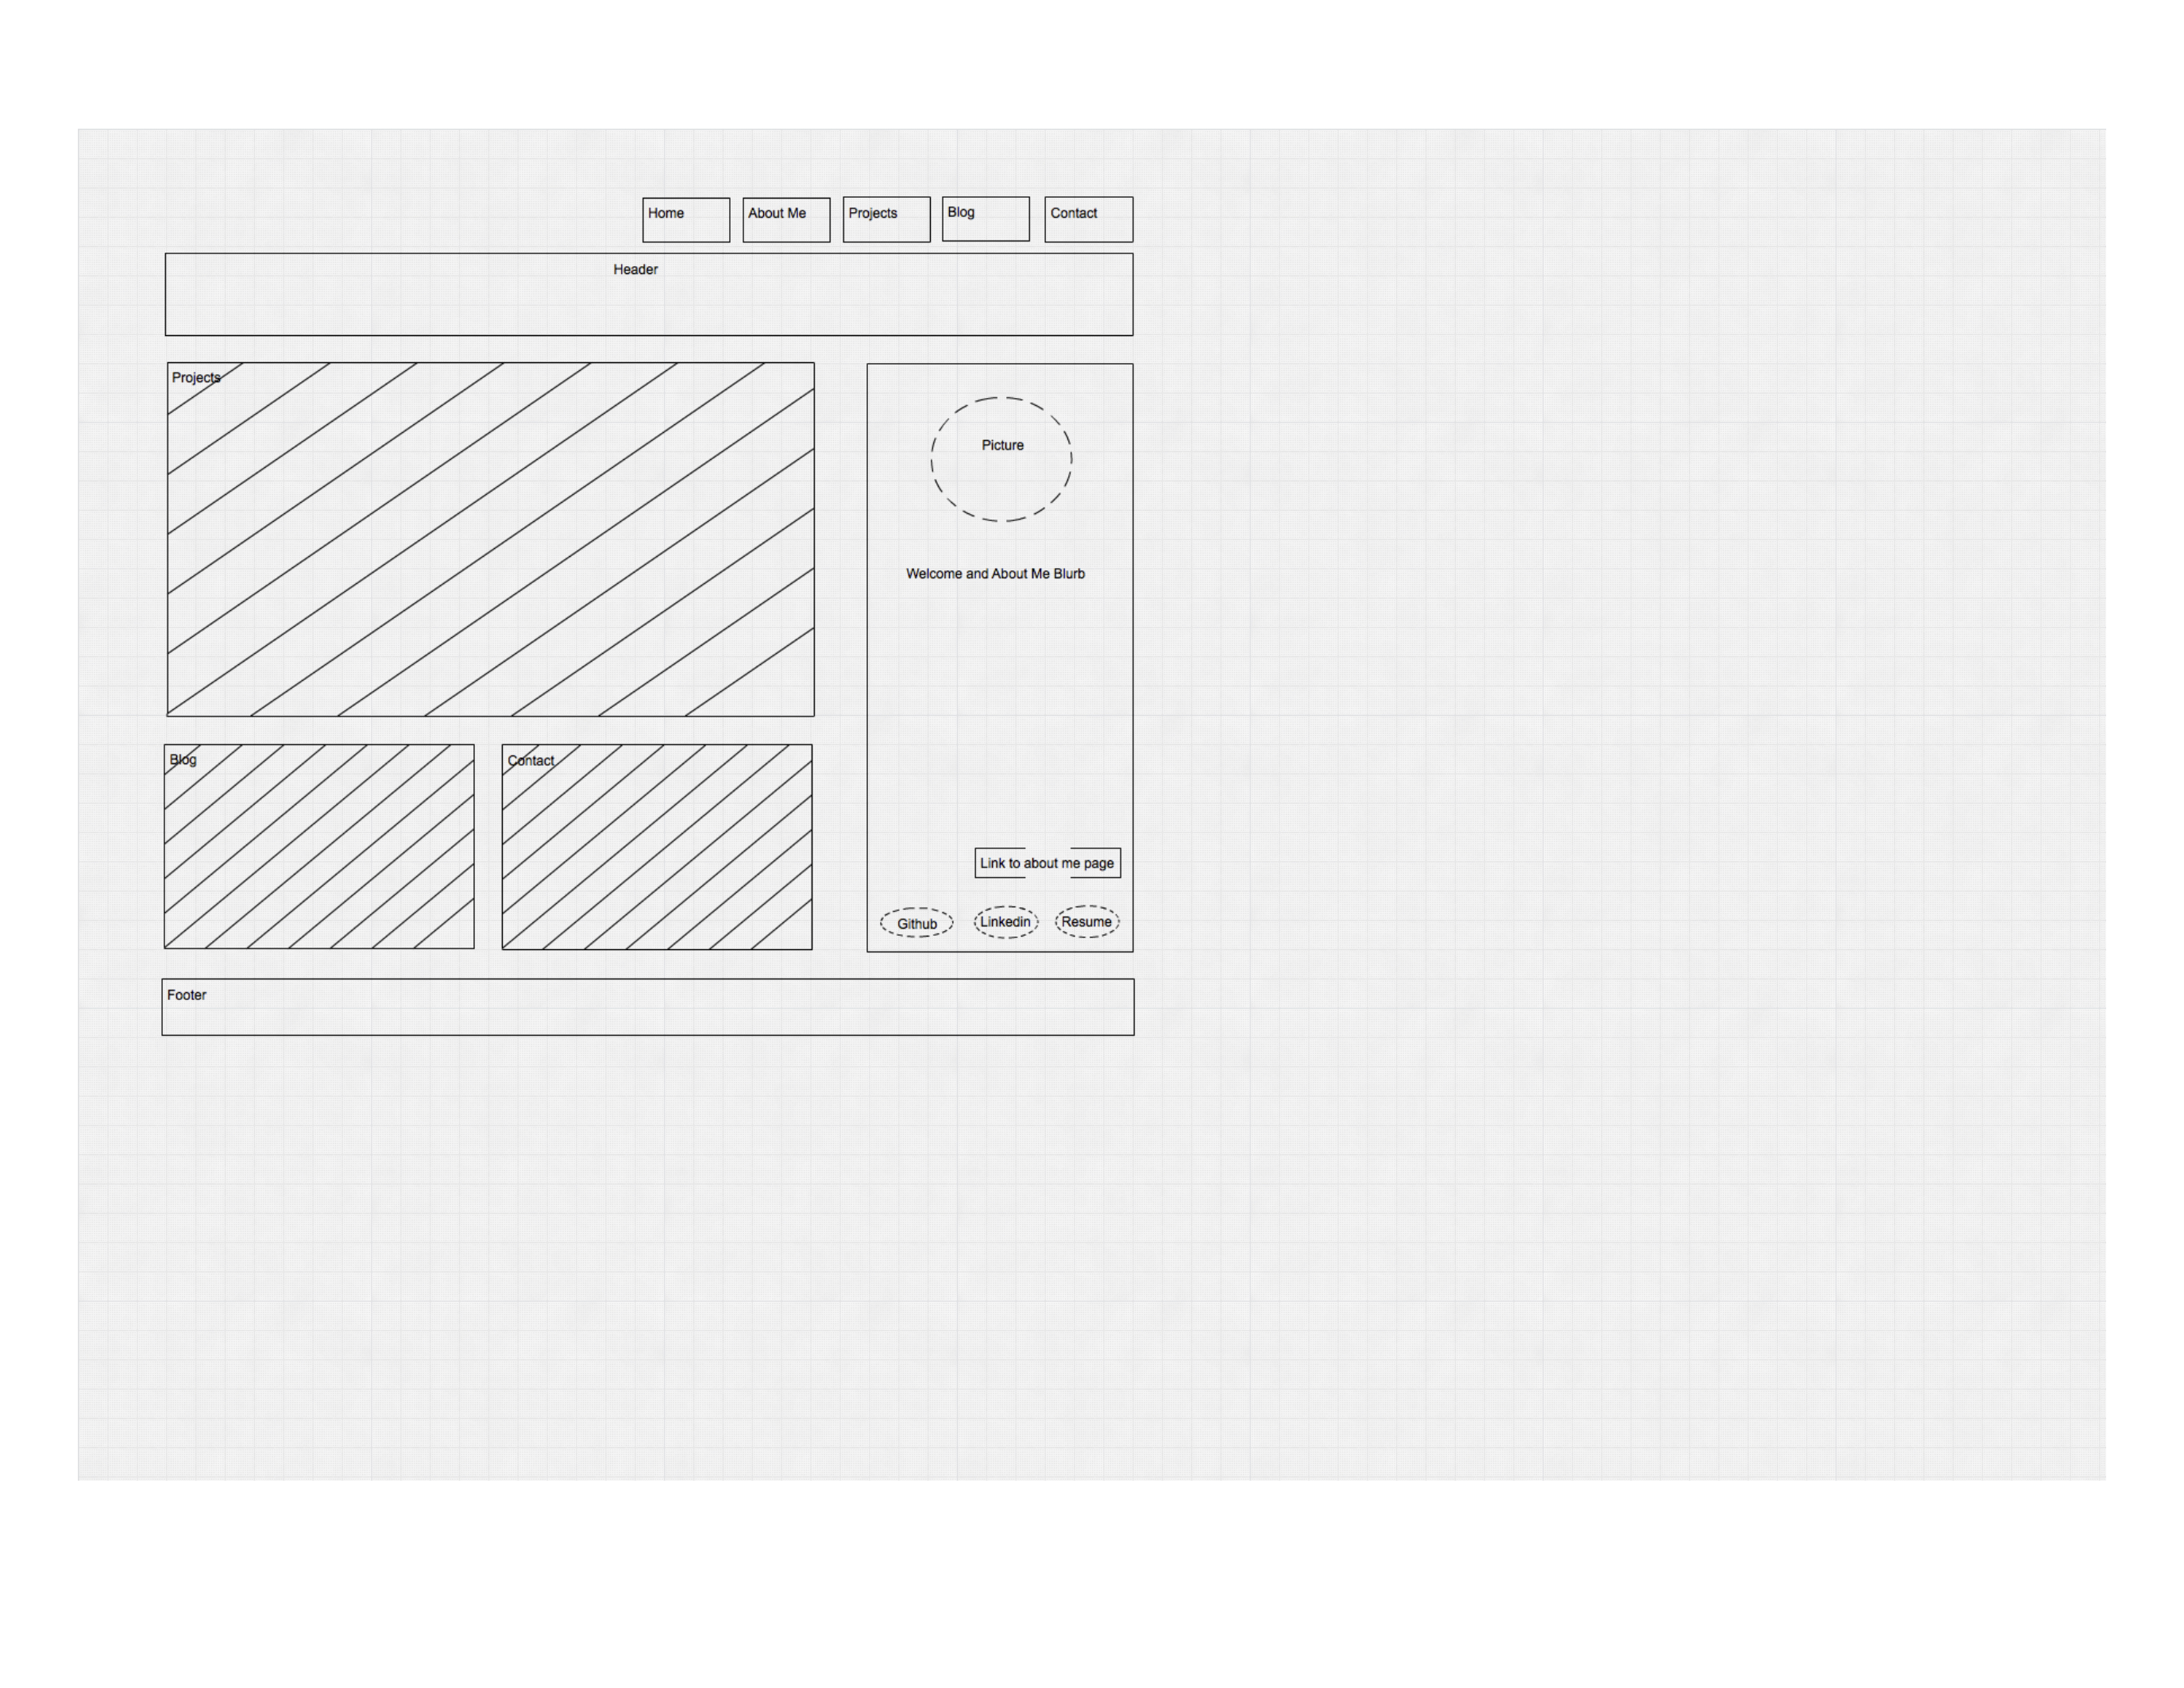 Home
About Me
Projects
Blog
Contact
Header
Projects
Picture
Welcome and About Me Blurb
Blog
Contact
Link to about me page
Github
Linkedin
Resume
Footer